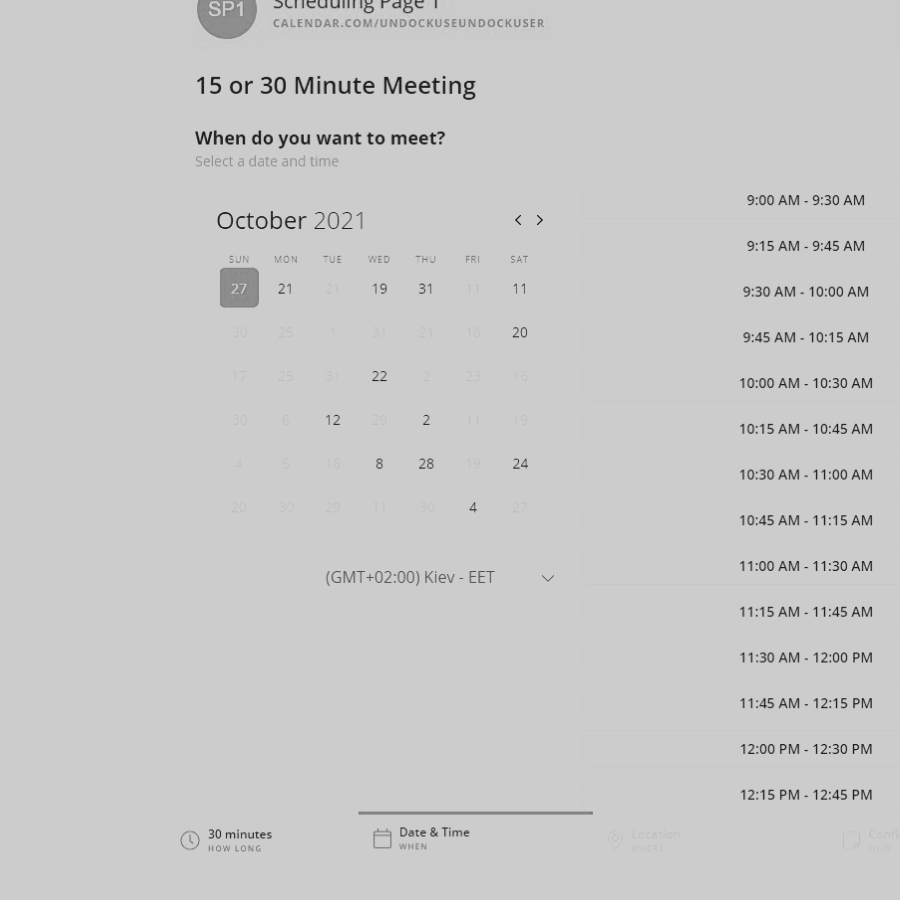 SP1
Scheduling Page 1
CALENDAR.COM/UNDOCKUSEUNDOCKUSER
15 or 30 Minute Meeting
When do you want to meet?
Select a date and time
October 2021
SUN MON TUE WED THU FRI SAT
27 21 21 19 31 11 11
30 25 1 31 21 18 20
17 25 31 22 2 23 16
30 6 12 29 2 11 19
4 5 18 8 28 19 24
20 30 29 11 30 4 27
(GMT+02:00) Kiev - EET
9:00 AM - 9:30 AM
9:15 AM - 9:45 AM
9:30 AM - 10:00 AM
9:45 AM - 10:15 AM
10:00 AM - 10:30 AM
10:15 AM - 10:45 AM
10:30 AM - 11:00 AM
10:45 AM - 11:15 AM
11:00 AM - 11:30 AM
11:15 AM - 11:45 AM
11:30 AM - 12:00 PM
11:45 AM - 12:15 PM
12:00 PM - 12:30 PM
12:15 PM - 12:45 PM
30 minutes
HOW LONG
Date & Time
WHEN
Location
WHERE